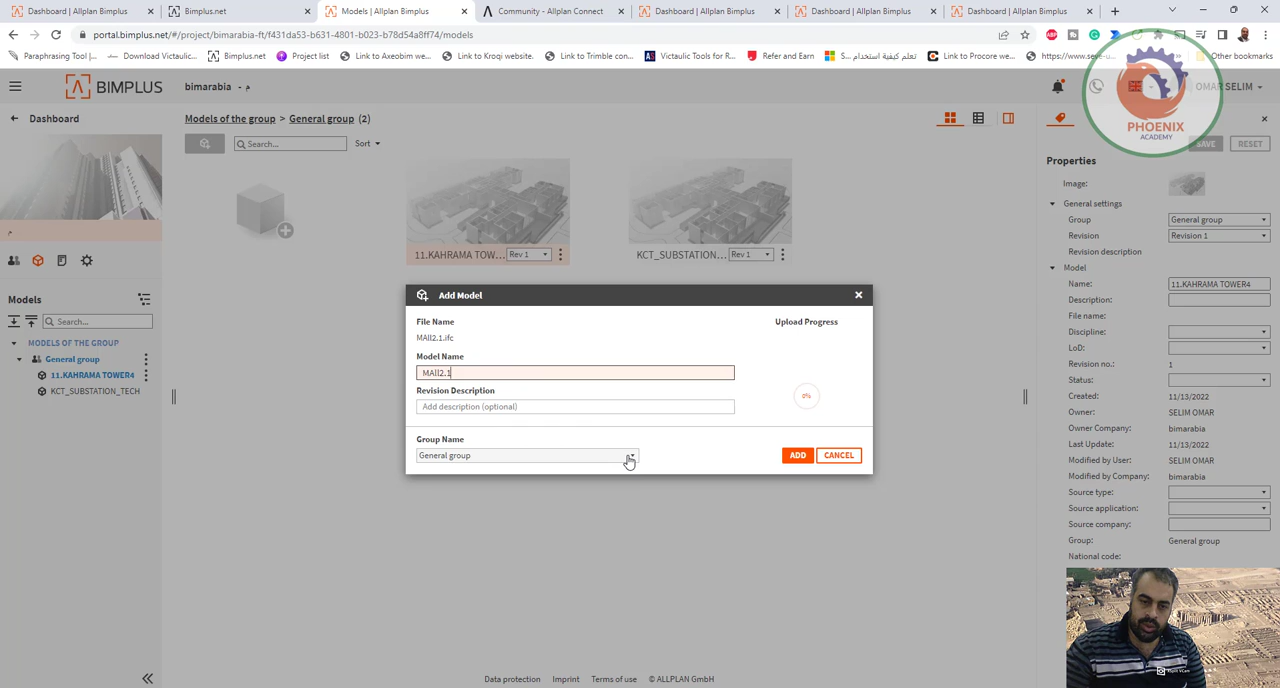 Dashboard | Allplan Bimplus
Bimplus.net
Models | Allplan Bimplus
Community - Allplan Connect
Dashboard | Allplan Bimplus
Dashboard | Allplan Bimplus
Dashboard | Allplan Bimplus
portal.bimplus.net/#/project/bimarabia-ft/f431da53-b631-4801-b023-b78d54a8ff74/models
Paraphrasing Tool |...
Download Victaulic...
Bimplus.net
Project list
Link to Axeobim we...
Link to Kroqi website.
Link to Trimble con...
Victaulic Tools for R...
Refer and Earn
S... تعلم كيفية استخدام
Link to Procore we...
Other bookmarks
BIMPLUS
bimarabia
OMAR SELIM
PHOENIX
ACADEMY
Dashboard
Models of the group > General group (2)
Search...
Sort
SAVE
RESET
Properties
Image:
General settings
Group
General group
Revision
Revision 1
Revision description
Model
Name:
11.KAHRAMA TOWER4
Description:
File name:
Discipline:
LoD:
Revision no.:
1
Status:
Created:
11/13/2022
Owner:
SELIM OMAR
Owner Company:
bimarabia
Last Update:
11/13/2022
Modified by User:
SELIM OMAR
Modified by Company:
bimarabia
Source type:
Source application:
Source company:
Group:
General group
National code:
11.KAHRAMA TOW...
Rev 1
KCT_SUBSTATION...
Rev 1
Models
Search...
MODELS OF THE GROUP
General group
11.KAHRAMA TOWER4
KCT_SUBSTATION_TECH
Add Model
File Name
MAll2.1.ifc
Upload Progress
Model Name
MAll2.1
0%
Revision Description
Add description (optional)
Group Name
General group
ADD
CANCEL
Data protection
Imprint
Terms of use
© ALLPLAN GmbH